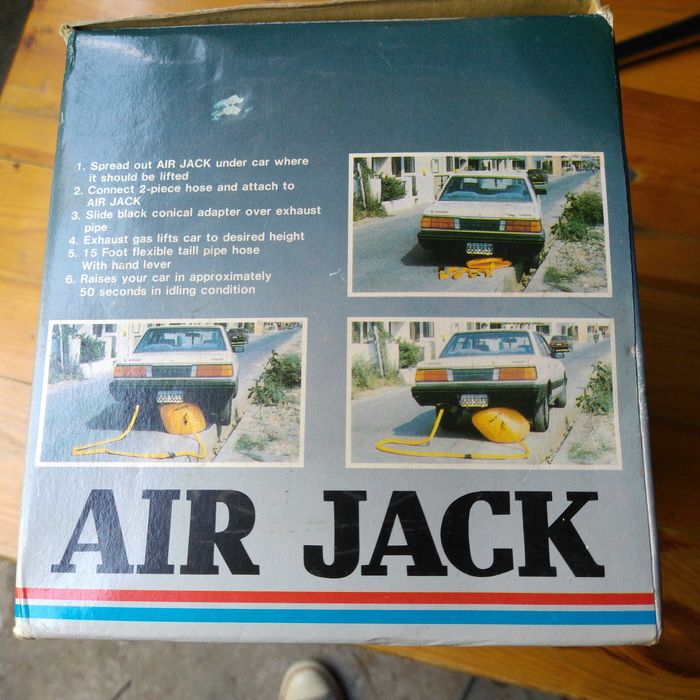 1. Spread out AIR JACK under car where
it should be lifted
2. Connect 2-piece hose and attach to
AIR JACK
3. Slide black conical adapter over exhaust
pipe
4. Exhaust gas lifts car to desired height
5. 15 Foot flexible taill pipe hose
With hand lever
6. Raises your car in approximately
50 seconds in idling condition
AIR JACK